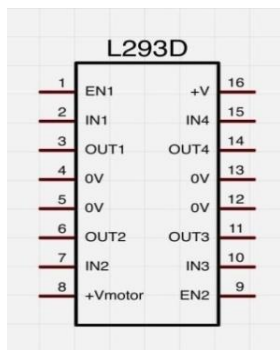 L293D
1 EN1 +V 16
2 IN1 IN4 15
3 OUT1 OUT4 14
4 0V 0V 13
5 0V 0V 12
6 OUT2 OUT3 11
7 IN2 IN3 10
8 +Vmotor EN2 9